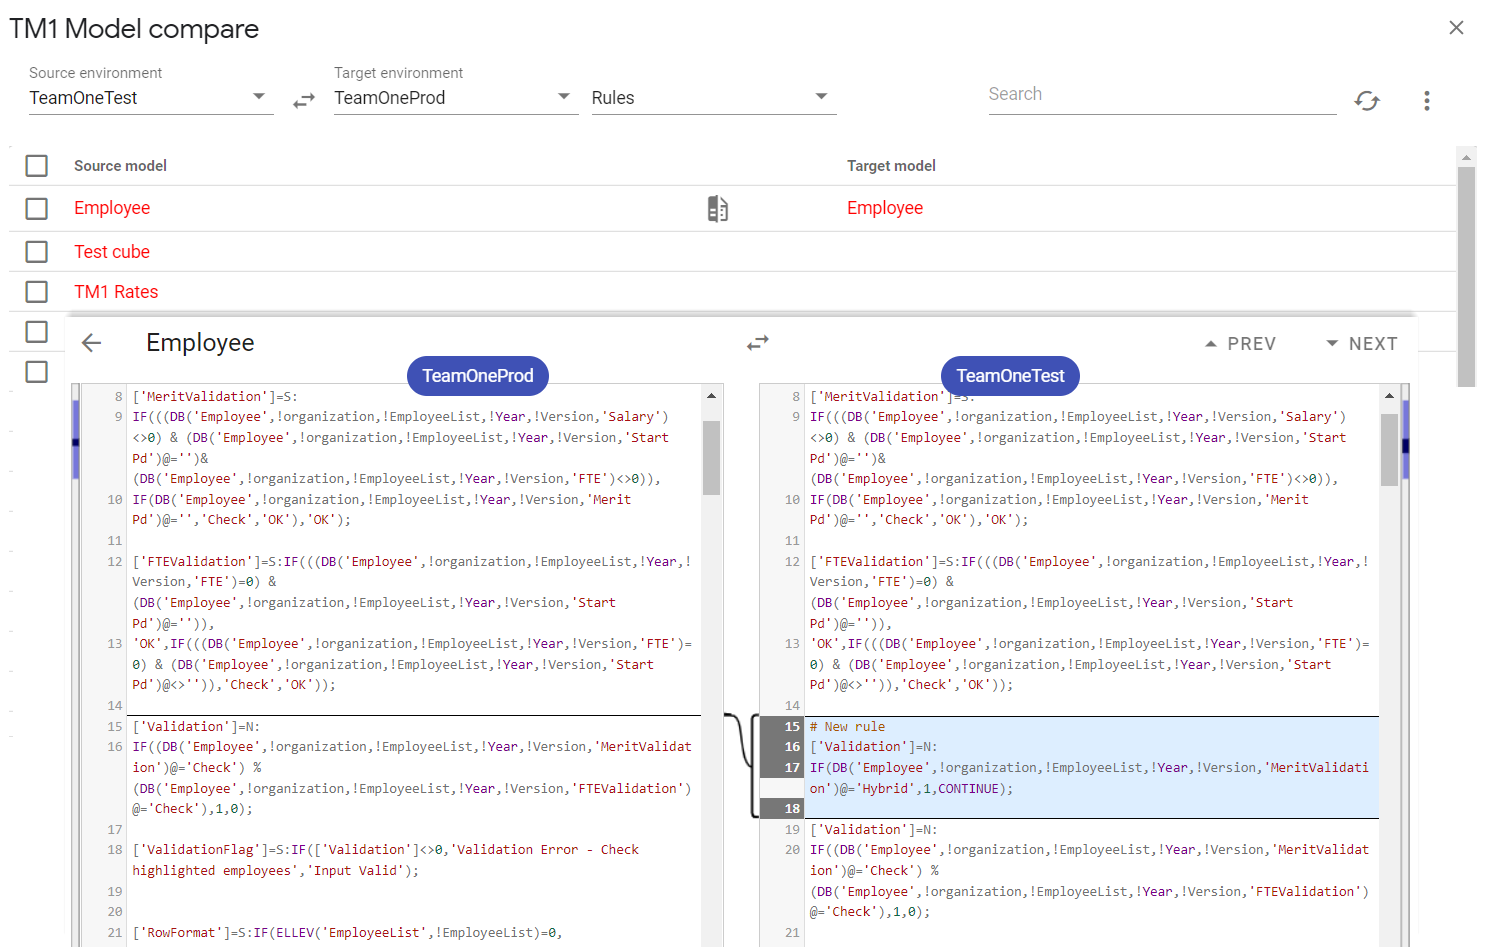 TM1 Model compare
Source environment
Target environment
TeamOneTest
TeamOneProd
Rules
Search
Source model
Target model
Employee
Employee
Test cube
TM1 Rates
Employee
PREV
NEXT
TeamOneProd
8 ['MeritValidation']=S:
9 IF(((DB('Employee',!organization,!EmployeeList,!Year,!Version,'Salary')
<>0) & (DB('Employee',!organization,!EmployeeList,!Year,!Version,'Start
Pd')@='')&
(DB('Employee',!organization,!EmployeeList,!Year,!Version,'FTE')<>0)),
10 IF(DB('Employee',!organization,!EmployeeList,!Year,!Version,'Merit
Pd')@='','Check','OK'),'OK');
11
12 ['FTEValidation']=S:IF(((DB('Employee',!organization,!EmployeeList,!Year,!
Version,'FTE')=0) &
(DB('Employee',!organization,!EmployeeList,!Year,!Version,'Start
Pd')@='')),
13 'OK',IF(((DB('Employee',!organization,!EmployeeList,!Year,!Version,'FTE')=
0) & (DB('Employee',!organization,!EmployeeList,!Year,!Version,'Start
Pd')@<>'')),'Check','OK'));
14
15 ['Validation']=N:
16 IF((DB('Employee',!organization,!EmployeeList,!Year,!Version,'MeritValidat
ion')@='Check') %
(DB('Employee',!organization,!EmployeeList,!Year,!Version,'FTEValidation')
@='Check'),1,0);
17
18 ['ValidationFlag']=S:IF(['Validation']<>0,'Validation Error - Check
highlighted employees','Input Valid');
19
20
21 ['RowFormat']=S:IF(ELLEV('EmployeeList',!EmployeeList)=0,
TeamOneTest
8 ['MeritValidation']=S:
9 IF(((DB('Employee',!organization,!EmployeeList,!Year,!Version,'Salary')
<>0) & (DB('Employee',!organization,!EmployeeList,!Year,!Version,'Start
Pd')@='')&
(DB('Employee',!organization,!EmployeeList,!Year,!Version,'FTE')<>0)),
10 IF(DB('Employee',!organization,!EmployeeList,!Year,!Version,'Merit
Pd')@='','Check','OK'),'OK');
11
12 ['FTEValidation']=S:IF(((DB('Employee',!organization,!EmployeeList,!Year,!
Version,'FTE')=0) &
(DB('Employee',!organization,!EmployeeList,!Year,!Version,'Start
Pd')@='')),
13 'OK',IF(((DB('Employee',!organization,!EmployeeList,!Year,!Version,'FTE')=
0) & (DB('Employee',!organization,!EmployeeList,!Year,!Version,'Start
Pd')@<>'')),'Check','OK'));
14
15 # New rule
16 ['Validation']=N:
17 IF(DB('Employee',!organization,!EmployeeList,!Year,!Version,'MeritValidati
on')@='Hybrid',1,CONTINUE);
18
19 ['Validation']=N:
20 IF((DB('Employee',!organization,!EmployeeList,!Year,!Version,'MeritValidat
ion')@='Check') %
(DB('Employee',!organization,!EmployeeList,!Year,!Version,'FTEValidation')
@='Check'),1,0);
21